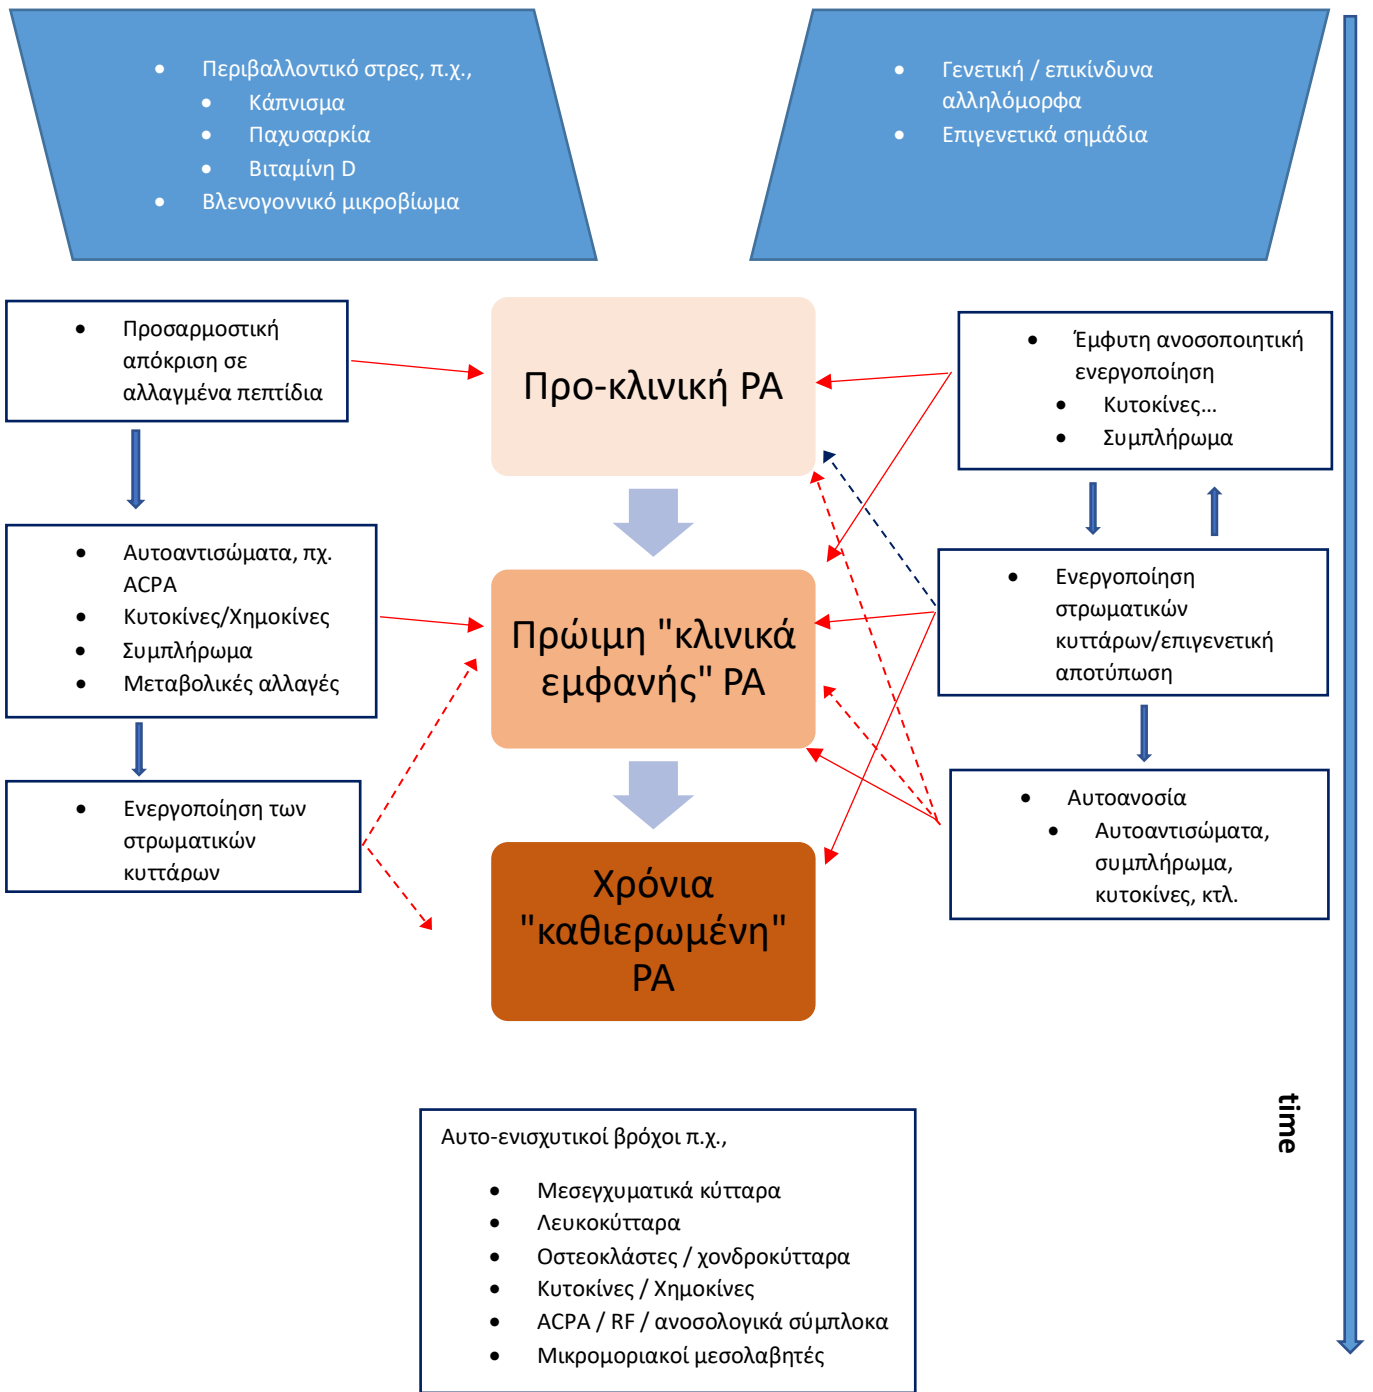 Περιβαλλοντικό στρες, π.χ.,
Κάπνισμα
Παχυσαρκία
Βιταμίνη D
Βλενογοννικό μικροβίωμα
Γενετική / επικίνδυνα
αλληλόμορφα
Επιγενετικά σημάδια
Προσαρμοστική
απόκριση σε
αλλαγμένα πεπτίδια
Προ-κλινική ΡΑ
Έμφυτη ανοσοποιητική
ενεργοποίηση
Κυτοκίνες...
Συμπλήρωμα
Αυτοαντισώματα, πχ.
ACPA
Κυτοκίνες/Χημοκίνες
Συμπλήρωμα
Μεταβολικές αλλαγές
Πρώιμη "κλινικά
εμφανής" ΡΑ
Ενεργοποίηση
στρωματικών
κυττάρων/επιγενετική
αποτύπωση
Ενεργοποίηση των
στρωματικών
κυττάρων
Χρόνια
"καθιερωμένη"
ΡΑ
Αυτοανοσία
Αυτοαντισώματα,
συμπλήρωμα,
κυτοκίνες, κτλ.
time
Αυτο-ενισχυτικοί βρόχοι π.χ.,
Μεσεγχυματικά κύτταρα
Λευκοκύτταρα
Οστεοκλάστες / χονδροκύτταρα
Κυτοκίνες / Χημοκίνες
ACPA / RF / ανοσολογικά σύμπλοκα
Μικρομοριακοί μεσολαβητές